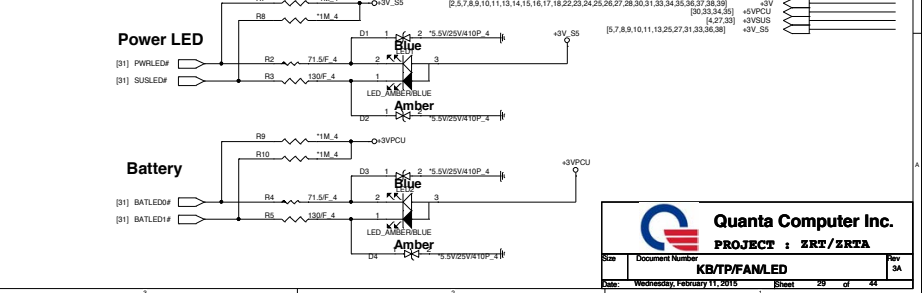 +3V_S5
R8 *1M_4
[2,5,7,8,9,10,11,13,14,15,16,17,18,22,23,24,25,26,27,28,30,31,33,34,35,36,37,38,39] +3V
[30,33,34,35] +5VPCU
[4,27,33] +3VSUS
[5,7,8,9,10,11,13,25,27,31,33,36,38] +3V_S5
Power LED
D1 1 2 *5.5V/25V/410P_4
Blue
+3V_S5
[31] PWRLED# R2 71.5/F_4 2 3
[31] SUSLED# R3 130/F_4 1
LED_AMBER/BLUE
Amber
D2 1 2 *5.5V/25V/410P_4
R9 *1M_4
+3VPCU
R10 *1M_4
Battery
D3 1 2 *5.5V/25V/410P_4
Blue
LED2
+3VPCU
[31] BATLED0# R4 71.5/F_4 2 3
[31] BATLED1# R5 130/F_4 1
LED_AMBER/BLUE
Amber
D4 1 2 *5.5V/25V/410P_4
A
Quanta Computer Inc.
PROJECT : ZRT/ZRTA
Size Document Number Rev
KB/TP/FAN/LED 3A
Date: Wednesday, February 11, 2015 Sheet 29 of 44